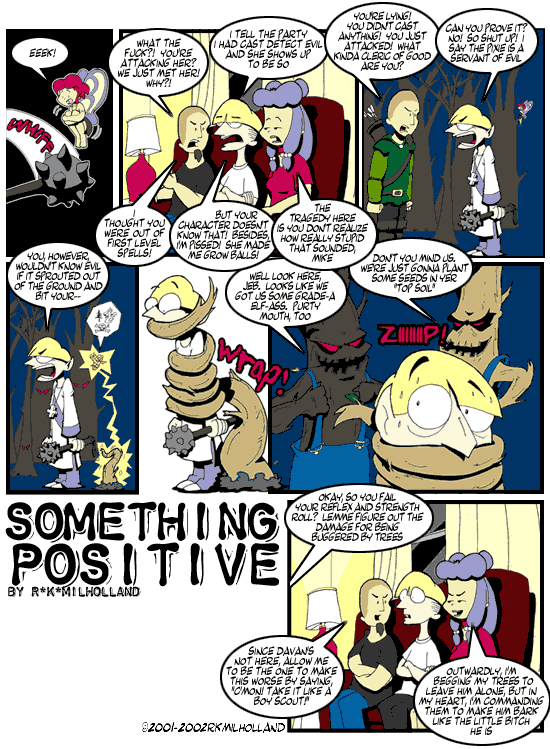 EEEK!
WHIFF
WHAT THE
FUCK?! YOU'RE
ATTACKING HER?
WE JUST MET HER!
WHY?!
I TELL THE PARTY
I HAD CAST DETECT EVIL
AND SHE SHOWS UP
TO BE SO
I
THOUGHT YOU
WERE OUT OF
FIRST LEVEL
SPELLS!
BUT YOUR
CHARACTER DOESN'T
KNOW THAT! BESIDES,
I'M PISSED! SHE MADE
ME GROW BALLS!
THE
TRAGEDY HERE
IS YOU DON'T REALIZE
HOW REALLY STUPID
THAT SOUNDED,
MIKE
YOU'RE LYING!
YOU DIDN'T CAST
ANYTHING! YOU JUST
ATTACKED! WHAT
KINDA CLERIC OF GOOD
ARE YOU?
CAN YOU PROVE IT?
NO! SO SHUT UP! I
SAY THE PIXIE IS A
SERVANT OF EVIL
YOU, HOWEVER,
WOULDN'T KNOW EVIL
IF IT SPROUTED OUT
OF THE GROUND AND
BIT YOUR--
WRAP!
WELL LOOK HERE,
JEB. LOOKS LIKE WE
GOT US SOME GRADE-A
ELF-ASS. PURTY
MOUTH, TOO
DON'T YOU MIND US.
WE'RE JUST GONNA PLANT
SOME SEEDS IN YER
"TOP SOIL"
ZIIIIIIP!
SOMETHING
POSITIVE
BY R*K*MILHOLLAND
OKAY, SO YOU FAIL
YOUR REFLEX AND STRENGTH
ROLL? LEMME FIGURE OUT THE
DAMAGE FOR BEING
BUGGERED BY TREES
SINCE DAVAN'S
NOT HERE, ALLOW ME
TO BE THE ONE TO MAKE
THIS WORSE BY SAYING,
"C'MON! TAKE IT LIKE A
BOY SCOUT!"
OUTWARDLY, I'M
BEGGING MY TREES TO
LEAVE HIM ALONE, BUT IN
MY HEART, I'M COMMANDING
THEM TO MAKE HIM BARK
LIKE THE LITTLE BITCH
HE IS
©2001-2002RKMILHOLLAND